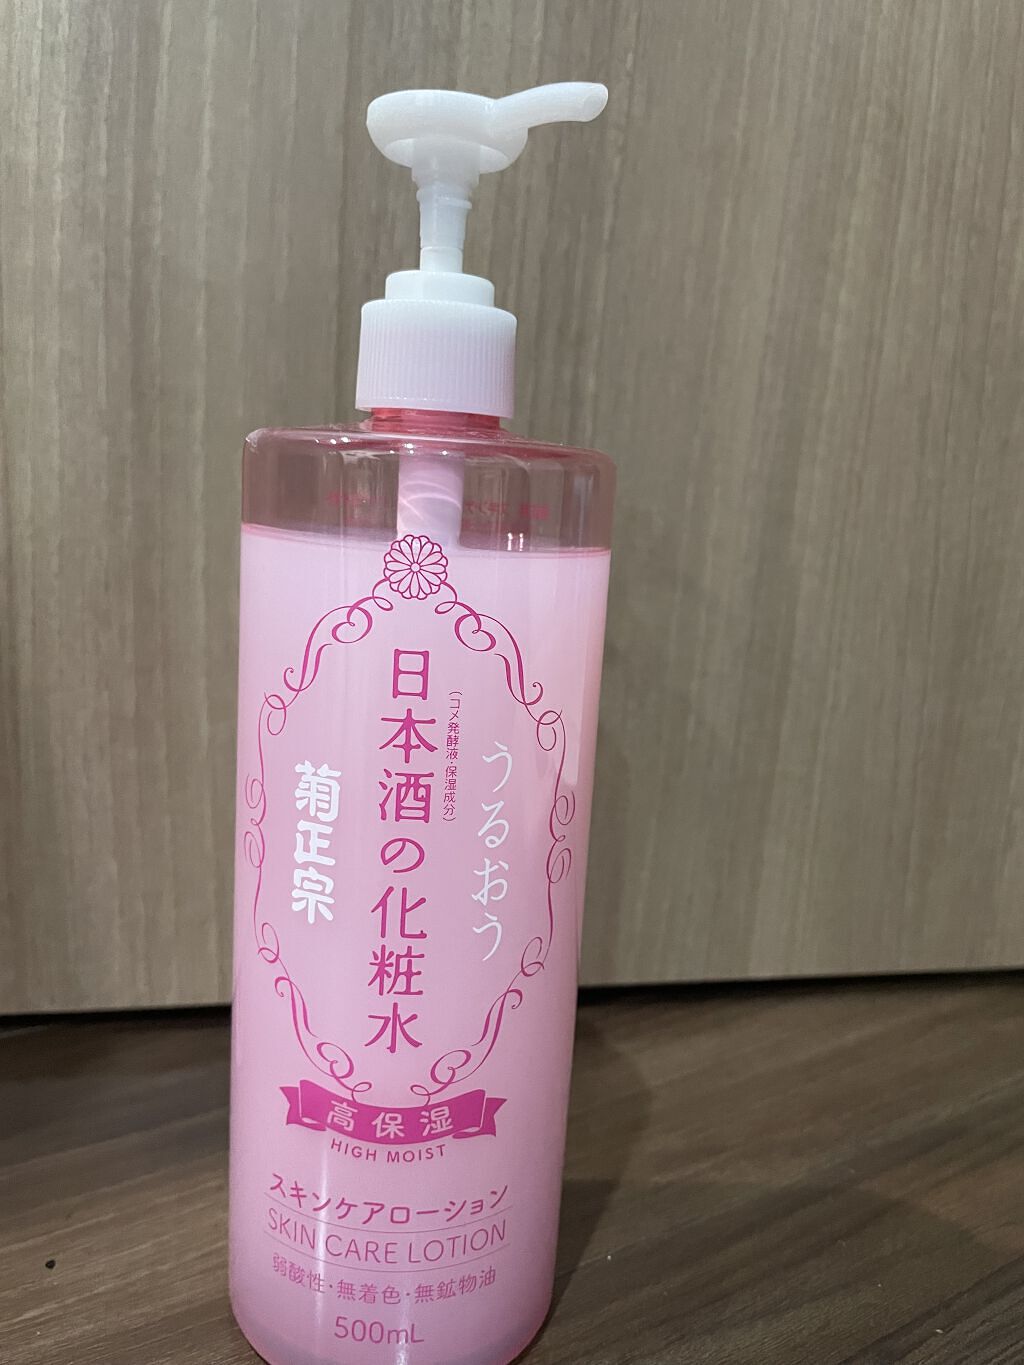 うるおう
(コメ発酵液・保湿成分)
日本酒の化粧水
菊正宗
高保湿
HIGH MOIST
スキンケアローション
SKIN CARE LOTION
弱酸性・無着色・無鉱物油
500mL